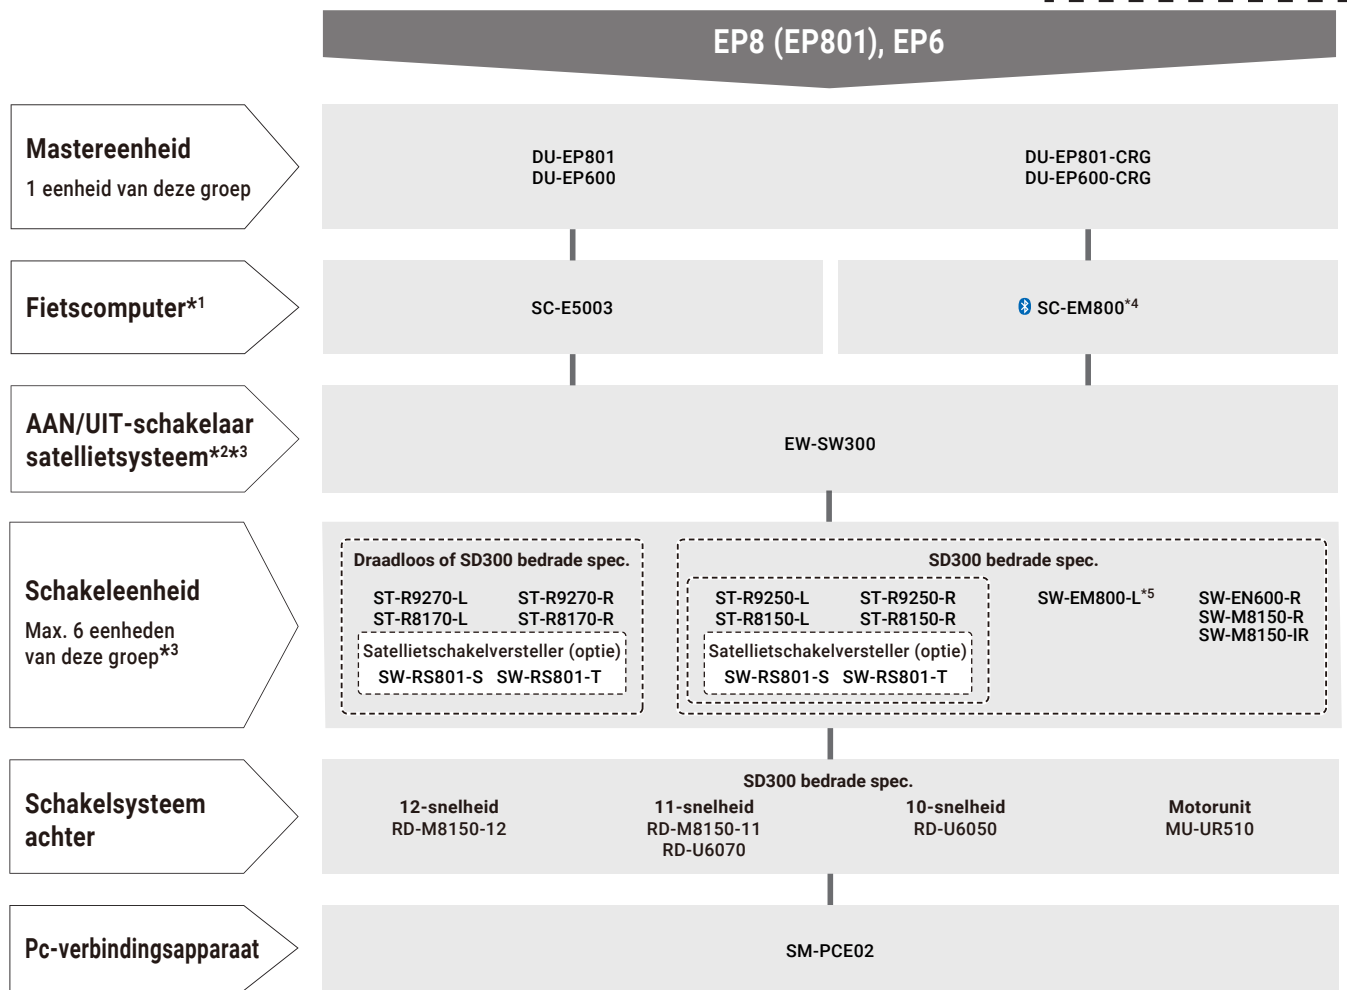 EP8 (EP801), EP6
Mastereenheid
1 eenheid van deze groep
DU-EP801
DU-EP600
DU-EP801-CRG
DU-EP600-CRG
Fietscomputer*1
SC-E5003
SC-EM800*4
AAN/UIT-schakelaar
satellietsysteem*2*3
EW-SW300
Schakeleenheid
Max. 6 eenheden
van deze groep*3
Draadloos of SD300 bedrade spec.
ST-R9270-L ST-R9270-R
ST-R8170-L ST-R8170-R
Satellietschakelversteller (optie)
SW-RS801-S SW-RS801-T
SD300 bedrade spec.
ST-R9250-L ST-R9250-R
ST-R8150-L ST-R8150-R
Satellietschakelversteller (optie)
SW-RS801-S SW-RS801-T
SW-EM800-L*5
SW-EN600-R
SW-M8150-R
SW-M8150-IR
Schakelsysteem
achter
SD300 bedrade spec.
12-snelheid
RD-M8150-12
11-snelheid
RD-M8150-11
RD-U6070
10-snelheid
RD-U6050
Motorunit
MU-UR510
Pc-verbindingsapparaat
SM-PCE02